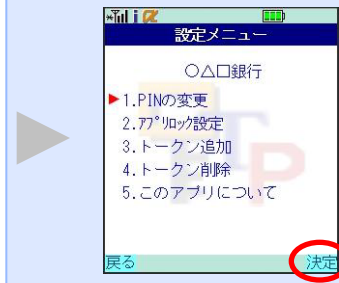 設定メニュー
○△口銀行
1.PINの変更
2.アプリロック設定
3.トークン追加
4.トークン削除
5.このアプリについて
戻る 決定